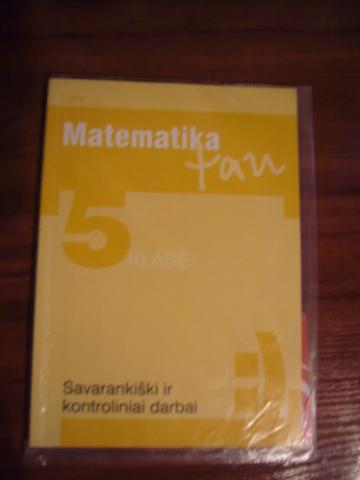 Matematika
tau
5
KLASĖ
:)
Savarankiški ir
kontroliniai darbai